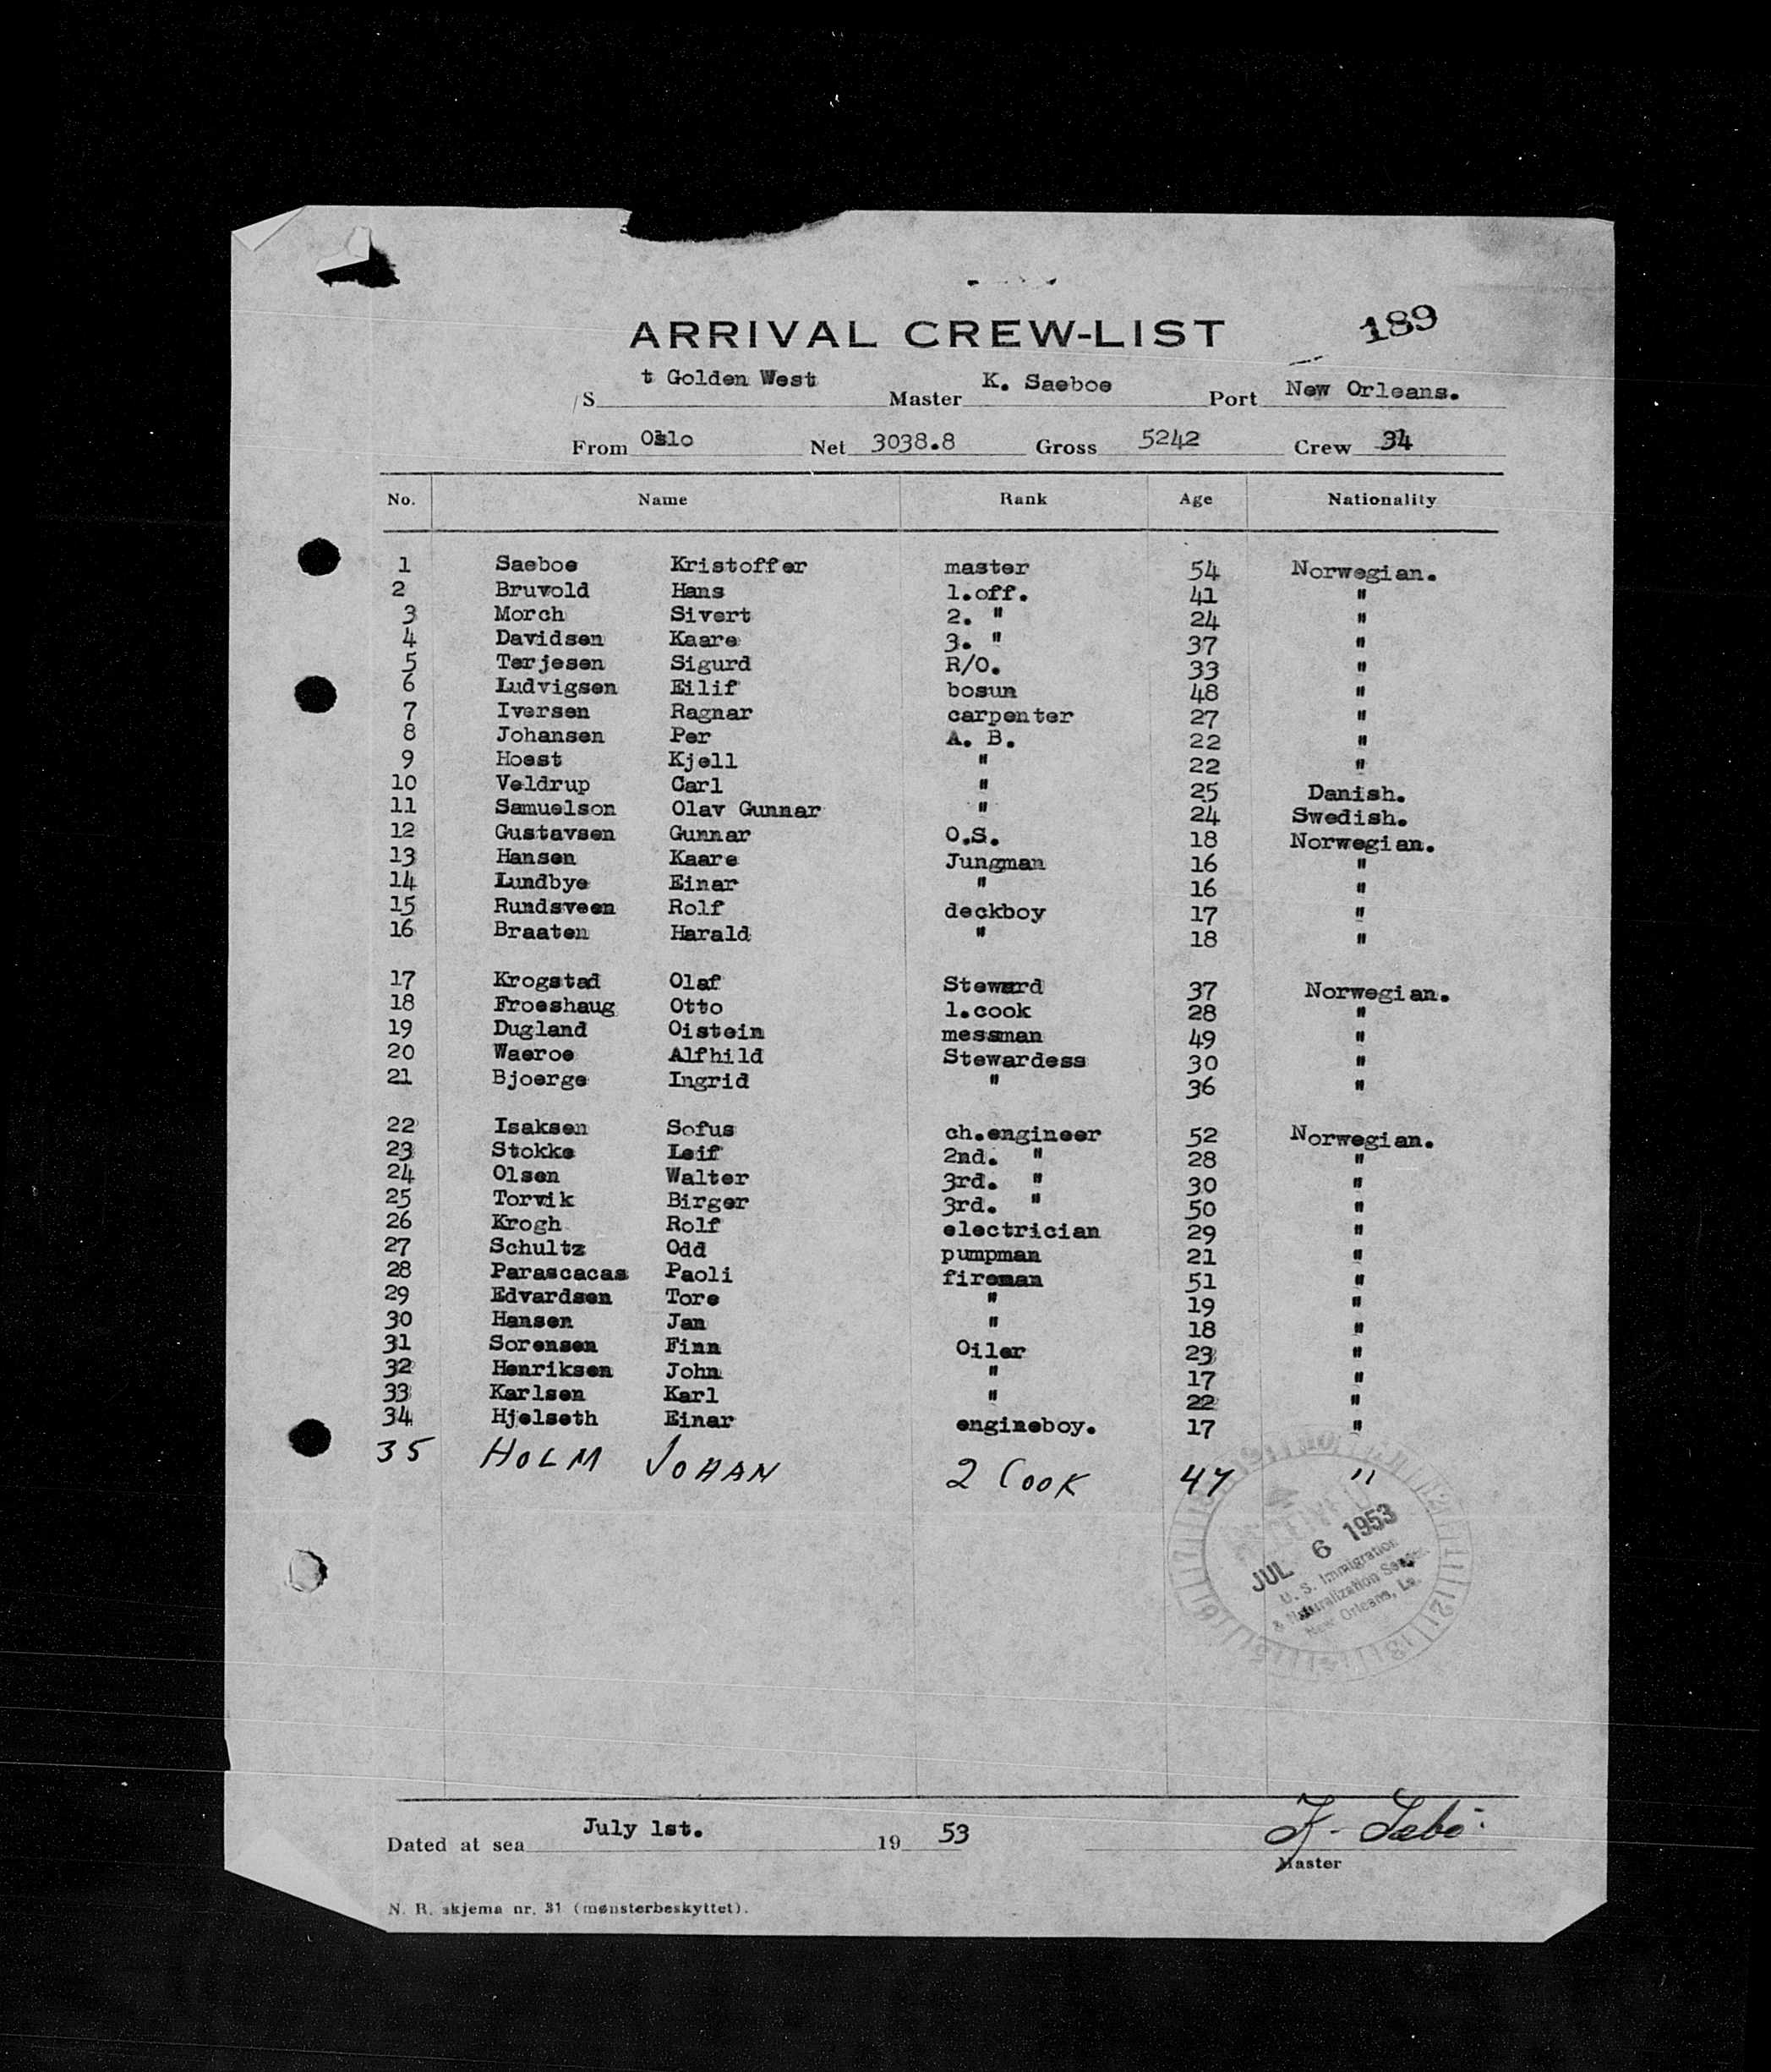 ARRIVAL CREW-LIST
189
/S t Golden West Master K. Saeboe Port New Orleans.
From Oslo Net 3038.8 Gross 5242 Crew 34
No. Name Rank Age Nationality
1 Saeboe Kristoffer master 54 Norwegian.
2 Bruvold Hans 1.off. 41 "
3 Morch Sivert 2. " 24 "
4 Davidsen Kaare 3. " 37 "
5 Terjesen Sigurd R/O. 33 "
6 Ludvigsen Eilif bosun 48 "
7 Iversen Ragnar carpenter 27 "
8 Johansen Per A. B. 22 "
9 Hoest Kjell " 22 "
10 Veldrup Carl " 25 Danish.
11 Samuelson Olav Gunnar " 24 Swedish.
12 Gustavsen Gunnar O.S. 18 Norwegian.
13 Hansen Kaare Jungman 16 "
14 Lundbye Einar " 16 "
15 Rundsveen Rolf deckboy 17 "
16 Braaten Harald " 18 "
17 Krogstad Olaf Steward 37 Norwegian.
18 Froeshaug Otto 1.cook 28 "
19 Dugland Oistein messman 49 "
20 Waeroe Alfhild Stewardess 30 "
21 Bjoerge Ingrid " 36 "
22 Isaksen Sofus ch.engineer 52 Norwegian.
23 Stokke Leif 2nd. " 28 "
24 Olsen Walter 3rd. " 30 "
25 Torvik Birger 3rd. " 50 "
26 Krogh Rolf electrician 29 "
27 Schultz Odd pumpman 21 "
28 Parascacas Paoli fireman 51 "
29 Edvardsen Tore " 19 "
30 Hansen Jan " 18 "
31 Sorensen Finn Oiler 23 "
32 Henriksen John " 17 "
33 Karlsen Karl " 22 "
34 Hjelseth Einar engineboy. 17 "
35 HOLM JOHAN 2 COOK 47 "
JUL 6 1953
U. S. Immigration
& Naturalization Service
New Orleans, La.
Dated at sea July 1st. 19 53 K. Sæbö
Master
N. R. skjema nr. 31 (mønsterbeskyttet).